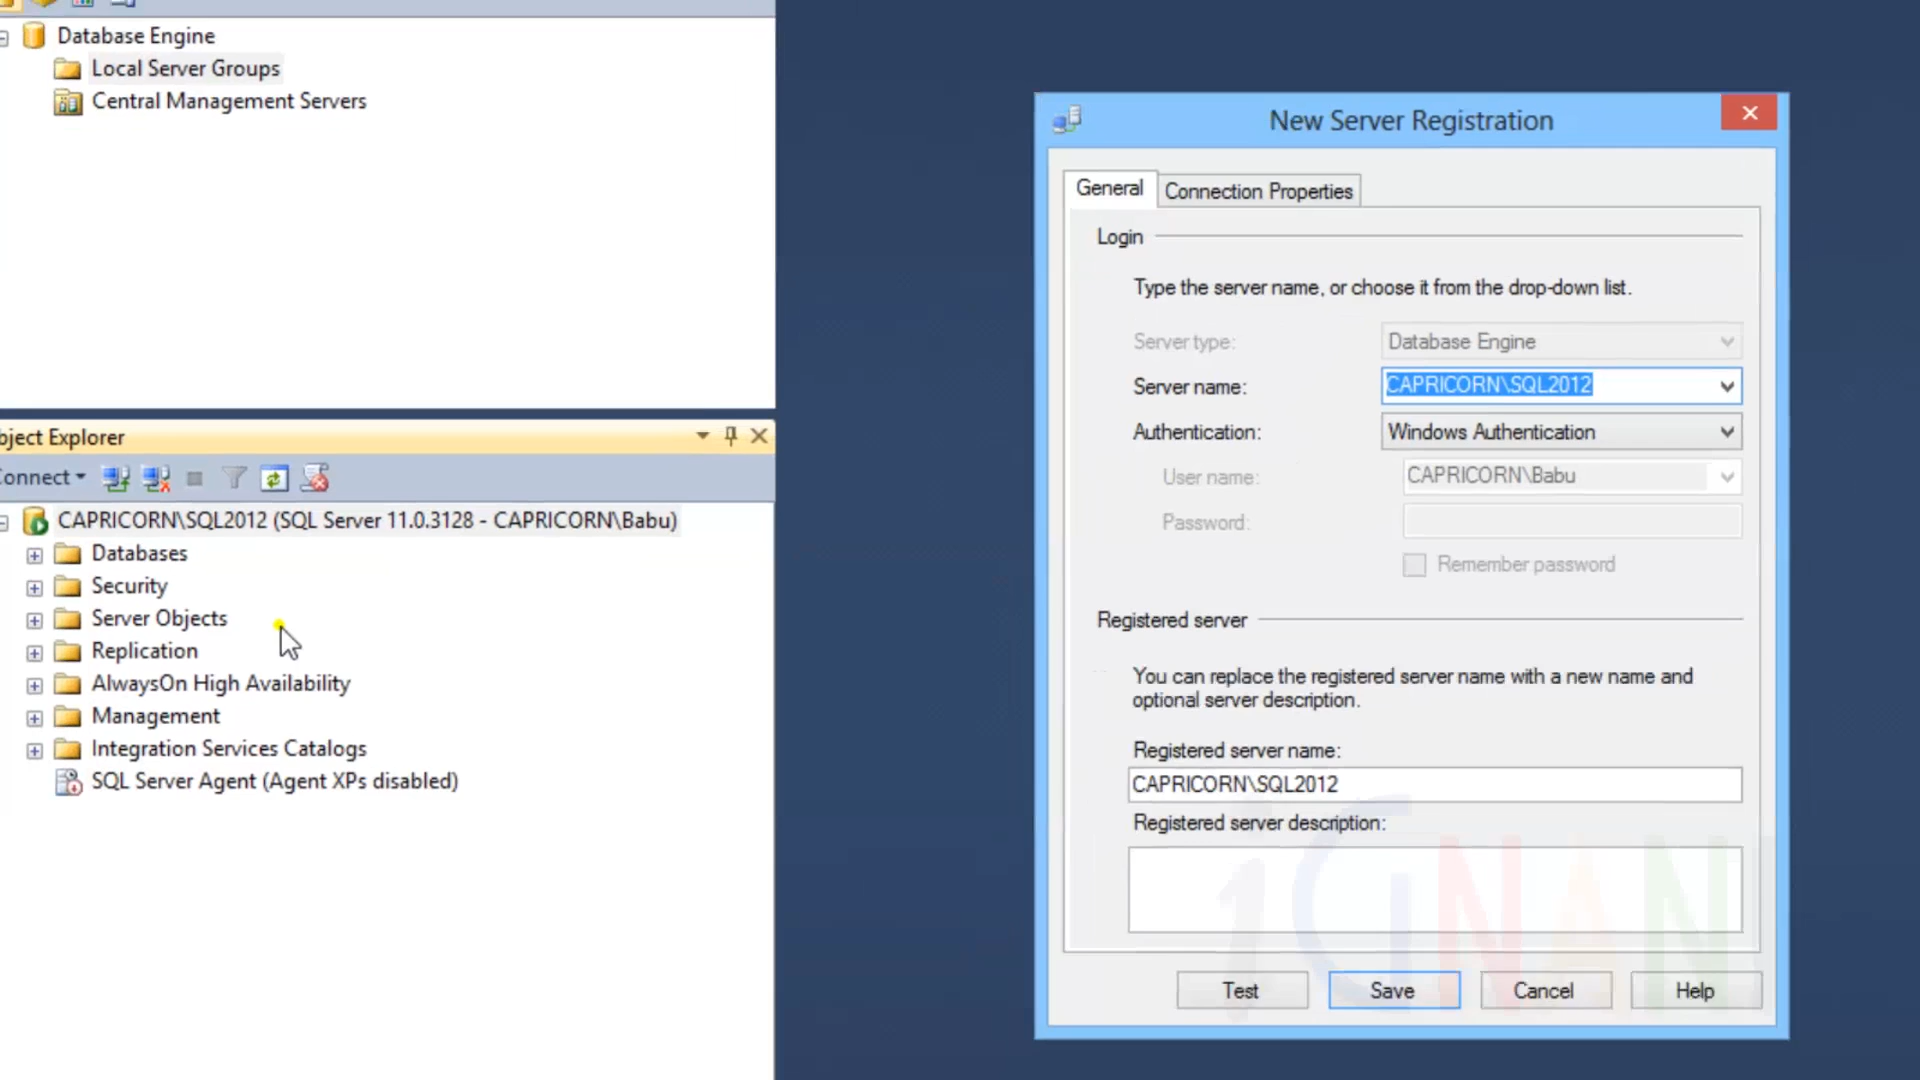 Database Engine
Local Server Groups
Central Management Servers
bject Explorer
onnect
CAPRICORN\SQL2012 (SQL Server 11.0.3128 - CAPRICORN\Babu)
Databases
Security
Server Objects
Replication
AlwaysOn High Availability
Management
Integration Services Catalogs
SQL Server Agent (Agent XPs disabled)
New Server Registration
General
Connection Properties
Login
Type the server name, or choose it from the drop-down list.
Server type:
Database Engine
Server name:
CAPRICORN\SQL2012
Authentication:
Windows Authentication
User name:
CAPRICORN\Babu
Password:
Remember password
Registered server
You can replace the registered server name with a new name and
optional server description.
Registered server name:
CAPRICORN\SQL2012
Registered server description:
Test
Save
Cancel
Help